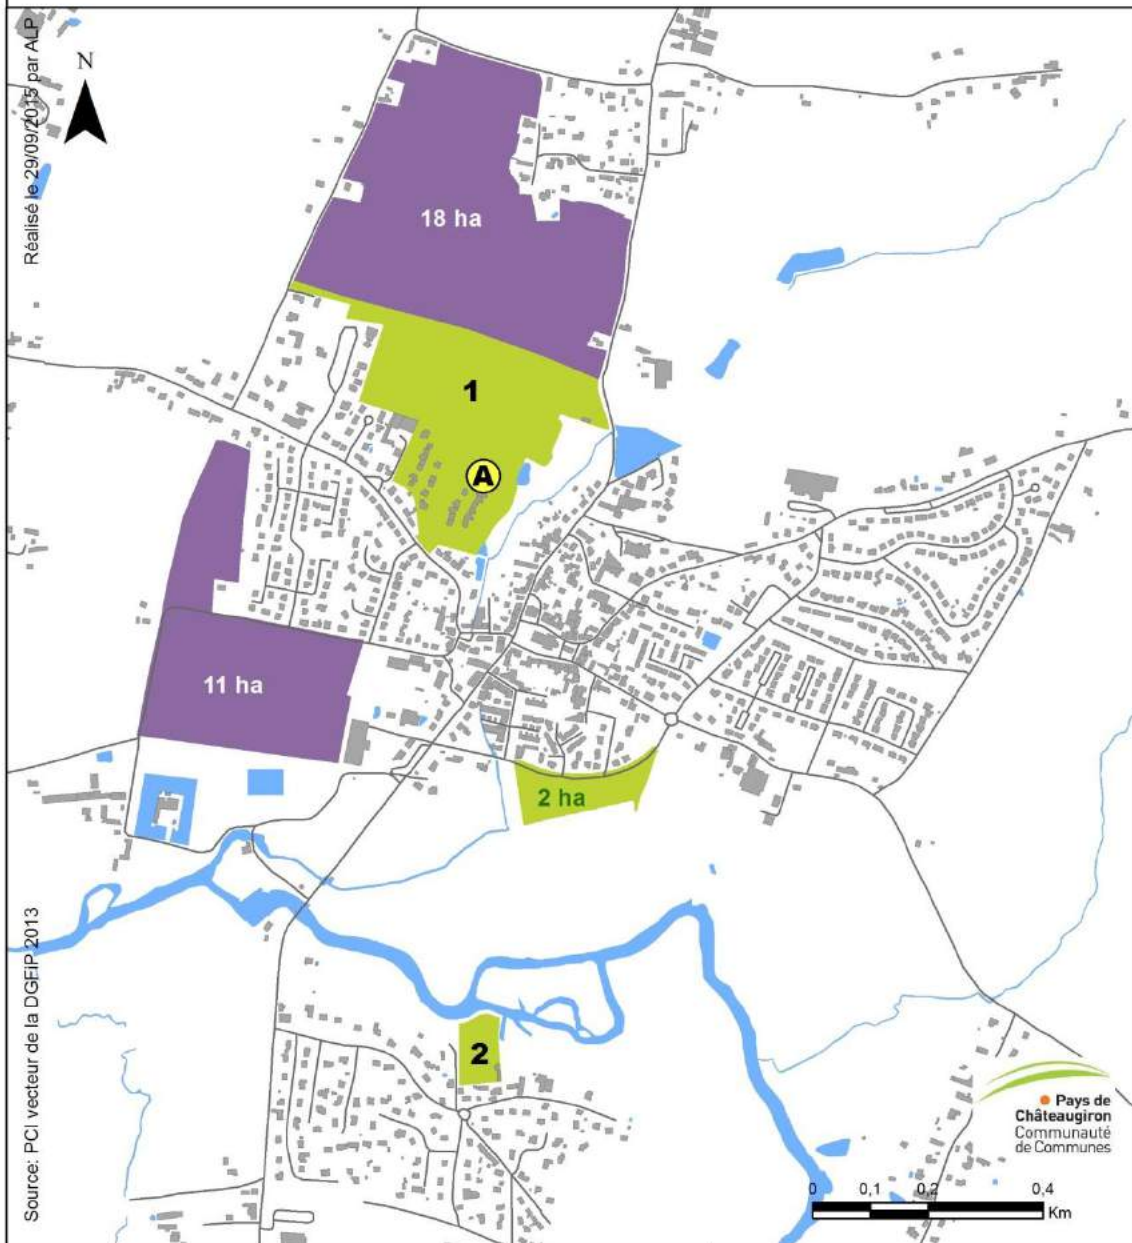 Réalisé le 29/09/2015 par ALP
N
18 ha
1
A
11 ha
2 ha
2
Source: PCI vecteur de la DGFiP 2013
Pays de
Châteaugiron
Communauté
de Communes
0 0,1 0,2 0,4
Km